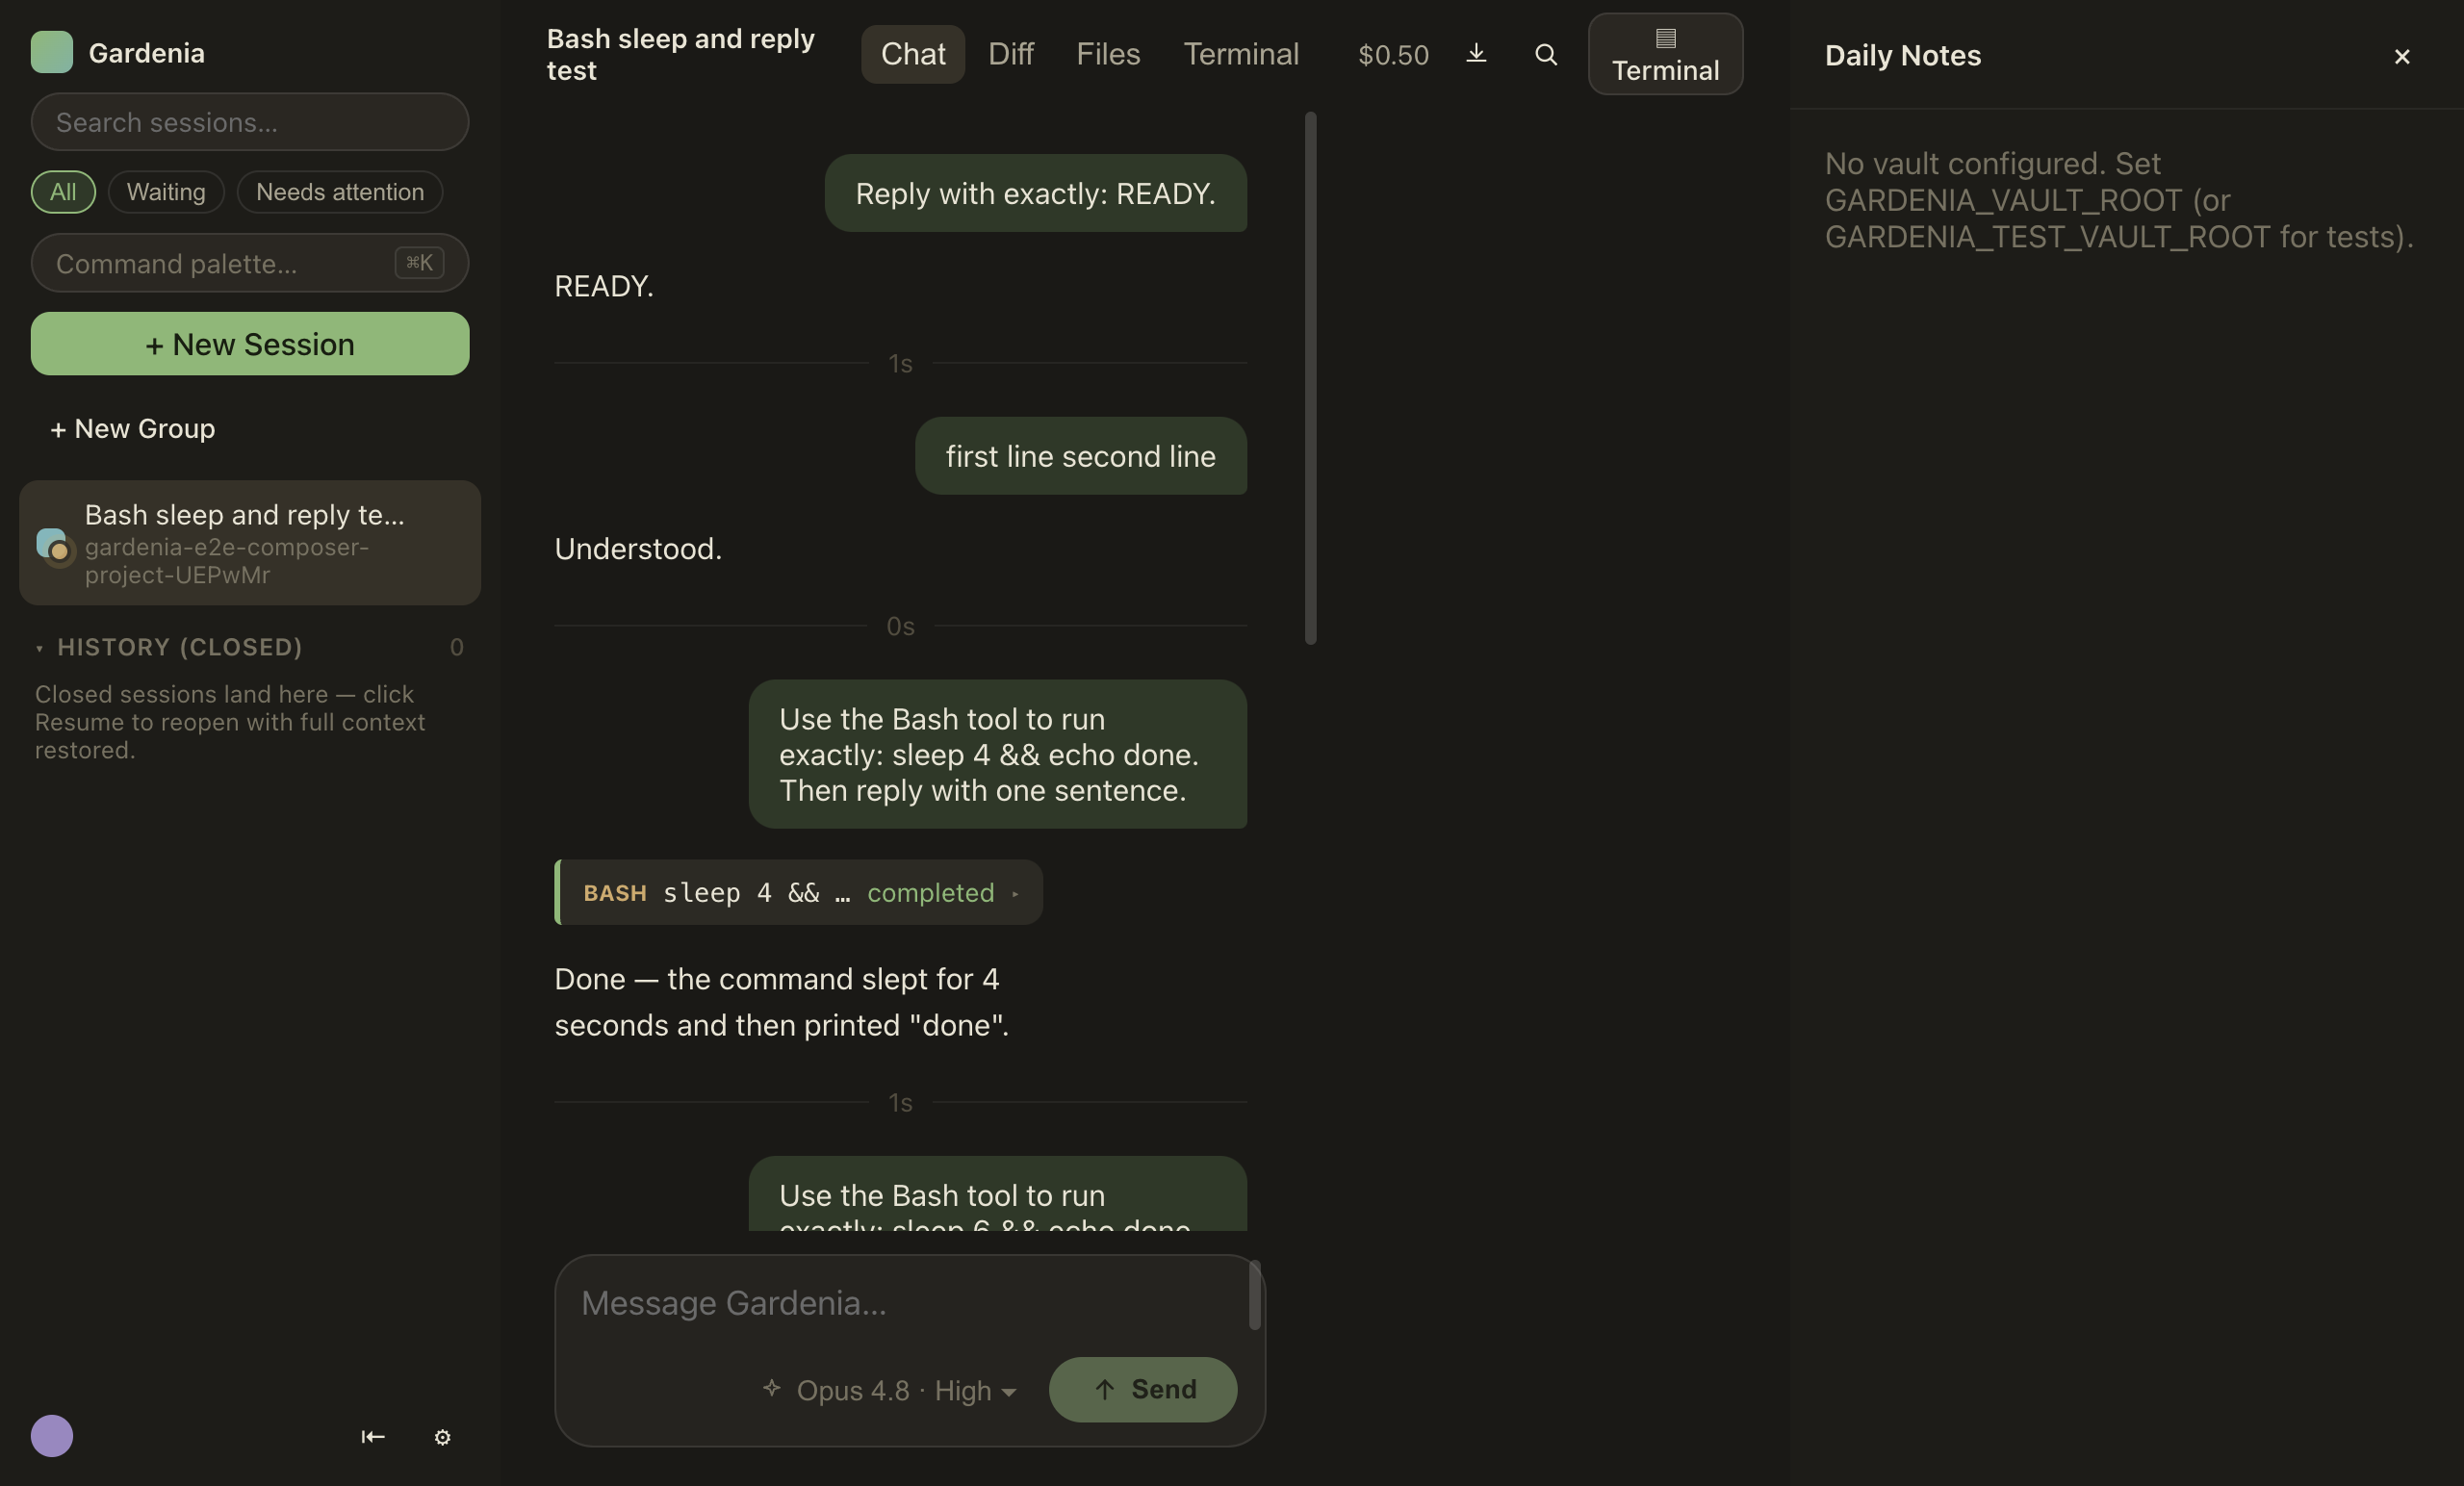 Gardenia
Search sessions...
All
Waiting
Needs attention
Command palette...
⌘K
+ New Session
+ New Group
Bash sleep and reply te...
gardenia-e2e-composer-
project-UEPwMr
HISTORY (CLOSED)
0
Closed sessions land here — click
Resume to reopen with full context
restored.
Bash sleep and reply
test
Chat
Diff
Files
Terminal
$0.50
Terminal
Reply with exactly: READY.
READY.
1s
first line second line
Understood.
0s
Use the Bash tool to run
exactly: sleep 4 && echo done.
Then reply with one sentence.
BASH sleep 4 && … completed
Done — the command slept for 4
seconds and then printed "done".
1s
Use the Bash tool to run
exactly: sleep 6 && echo done
Message Gardenia...
Opus 4.8 · High
Send
Daily Notes
No vault configured. Set
GARDENIA_VAULT_ROOT (or
GARDENIA_TEST_VAULT_ROOT for tests).